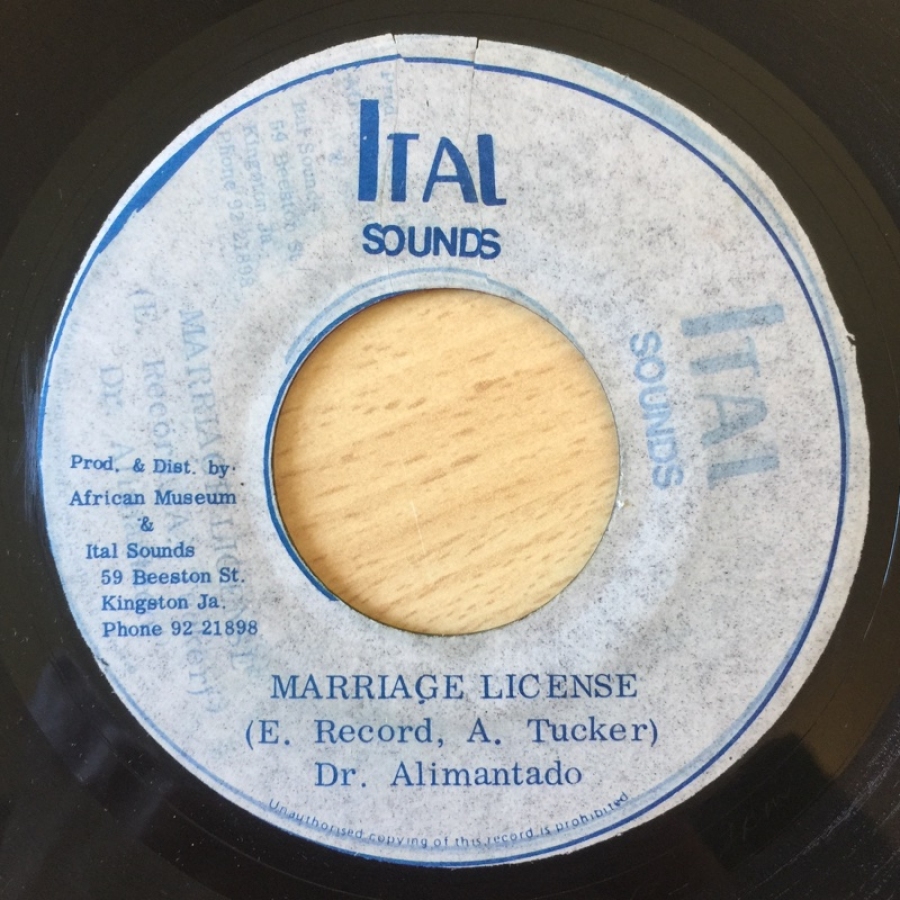 ITAL
SOUNDS
Prod. & Dist. by
African Museum
&
Ital Sounds
59 Beeston St.
Kingston Ja.
Phone 92 21898
MARRIAGE LICENSE
(E. Record, A. Tucker)
Dr. Alimantado
Unauthorised copying of this record is prohibited
ITAL
SOUNDS